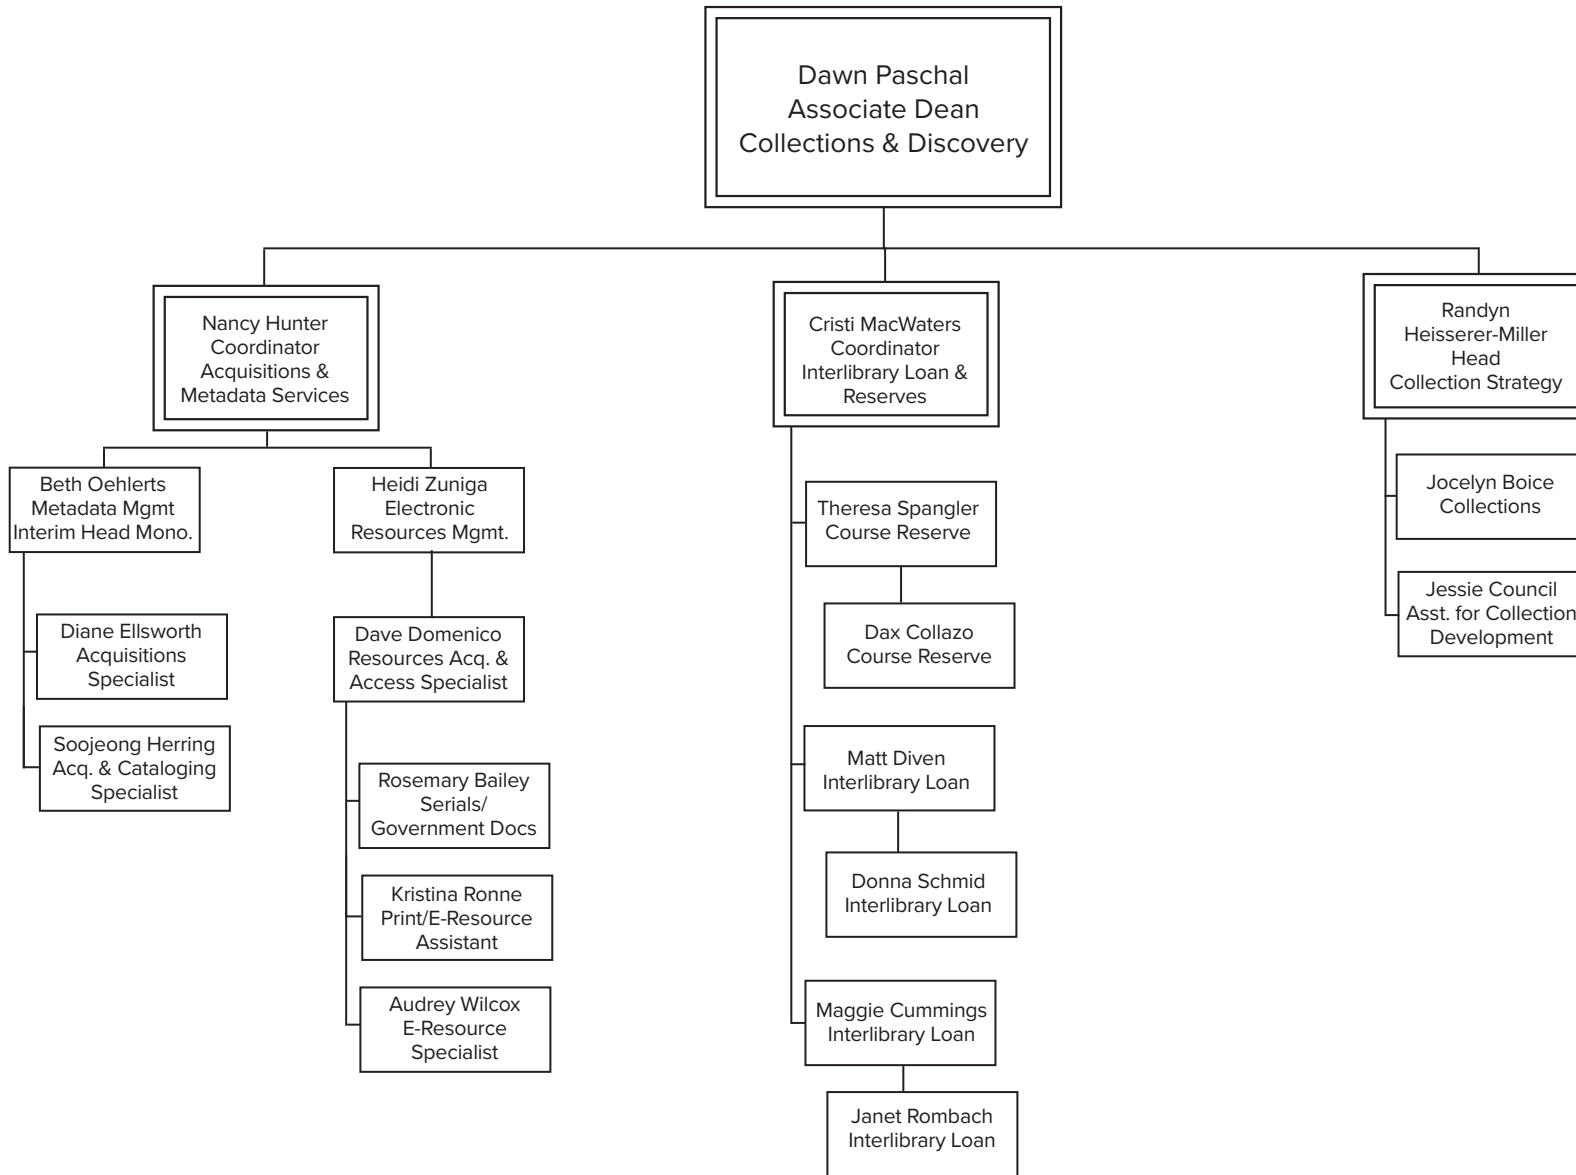 Dawn Paschal
Associate Dean
Collections & Discovery
Nancy Hunter
Coordinator
Acquisitions &
Metadata Services
Beth Oehlerts
Metadata Mgmt
Interim Head Mono.
Diane Ellsworth
Acquisitions
Specialist
Soojeong Herring
Acq. & Cataloging
Specialist
Heidi Zuniga
Electronic
Resources Mgmt.
Dave Domenico
Resources Acq. &
Access Specialist
Rosemary Bailey
Serials/
Government Docs
Kristina Ronne
Print/E-Resource
Assistant
Audrey Wilcox
E-Resource
Specialist
Cristi MacWaters
Coordinator
Interlibrary Loan &
Reserves
Theresa Spangler
Course Reserve
Dax Collazo
Course Reserve
Matt Diven
Interlibrary Loan
Donna Schmid
Interlibrary Loan
Maggie Cummings
Interlibrary Loan
Janet Rombach
Interlibrary Loan
Randyn
Heisserer-Miller
Head
Collection Strategy
Jocelyn Boice
Collections
Jessie Council
Asst. for Collection
Development